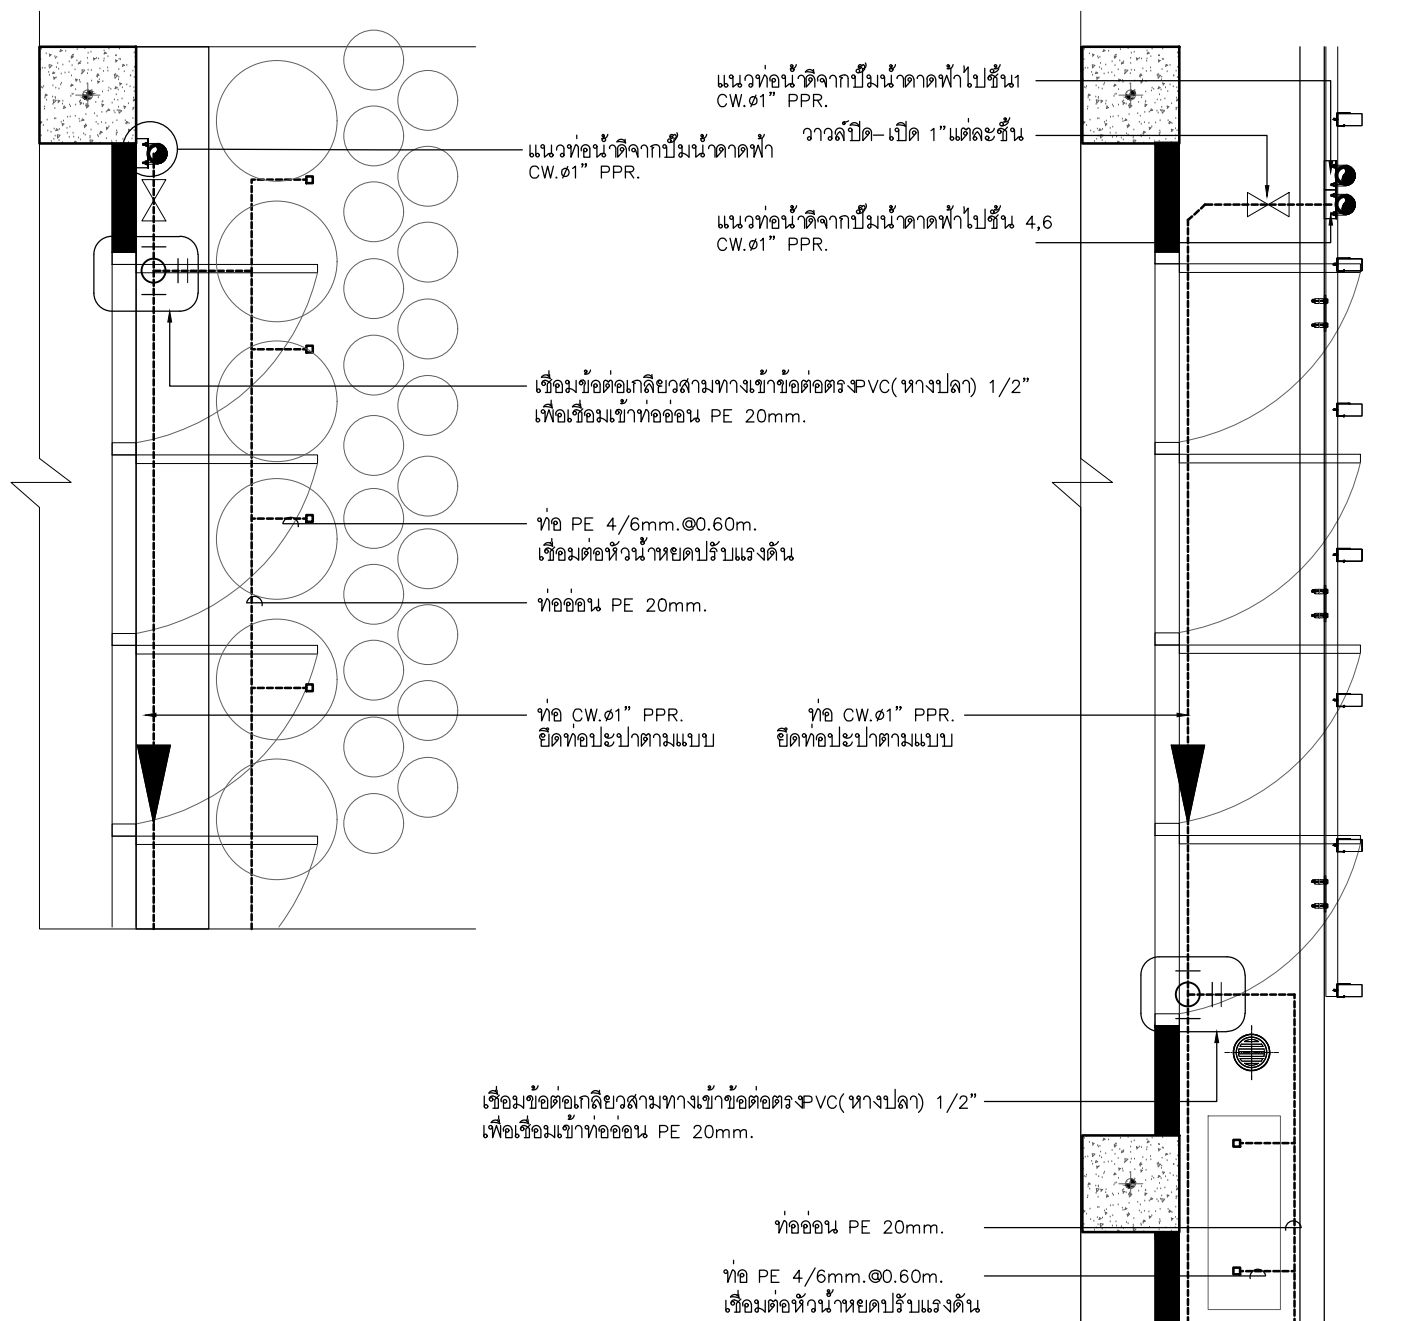 แนวท่อน้ำดีจากปั๊มน้ำดาดฟ้า
CW.ø1” PPR.
เชื่อมข้อต่อเกลียวสามทางเข้าข้อต่อตรงPVC(หางปลา) 1/2”
เพื่อเชื่อมเข้าท่ออ่อน PE 20mm.
ท่อ PE 4/6mm.@0.60m.
เชื่อมต่อหัวน้ำหยดปรับแรงดัน
ท่ออ่อน PE 20mm.
ท่อ CW.ø1” PPR.
ยึดท่อปะปาตามแบบ
แนวท่อน้ำดีจากปั๊มน้ำดาดฟ้าไปชั้น1
CW.ø1” PPR.
วาวล์ปิด-เปิด 1”แต่ละชั้น
แนวท่อน้ำดีจากปั๊มน้ำดาดฟ้าไปชั้น 4,6
CW.ø1” PPR.
ท่อ CW.ø1” PPR.
ยึดท่อปะปาตามแบบ
เชื่อมข้อต่อเกลียวสามทางเข้าข้อต่อตรงPVC(หางปลา) 1/2”
เพื่อเชื่อมเข้าท่ออ่อน PE 20mm.
ท่ออ่อน PE 20mm.
ท่อ PE 4/6mm.@0.60m.
เชื่อมต่อหัวน้ำหยดปรับแรงดัน